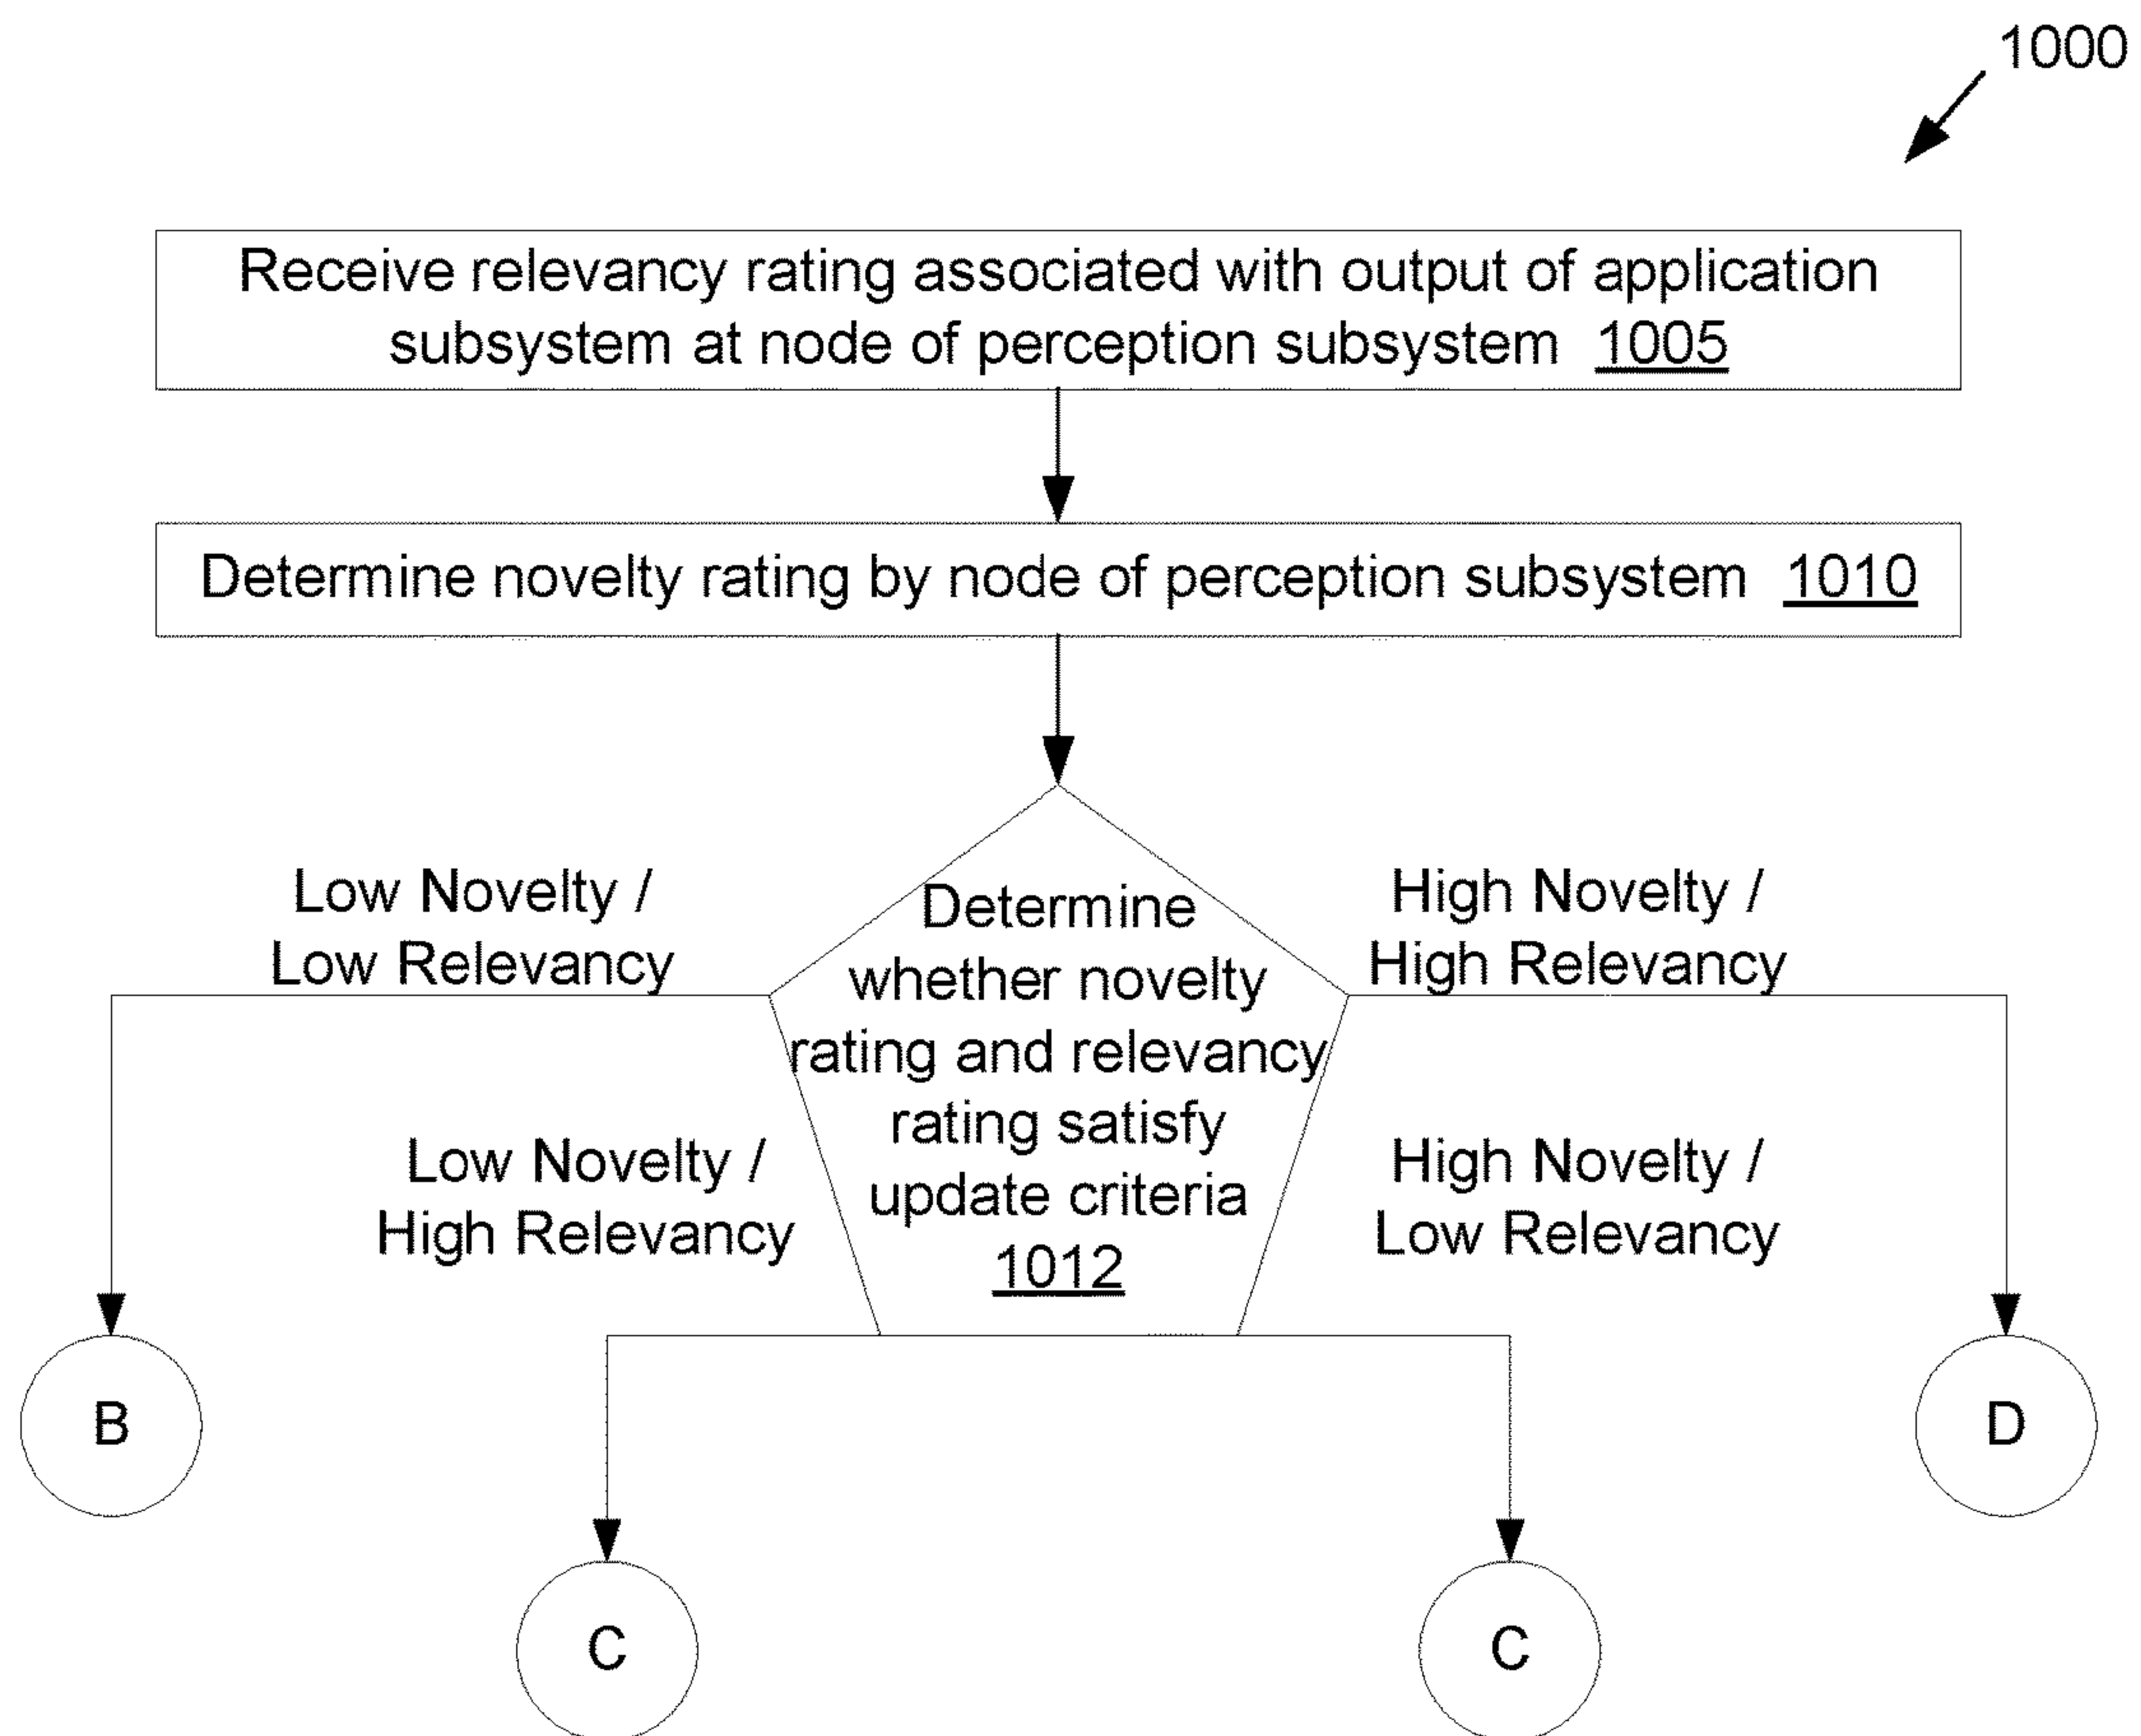 1000
Receive relevancy rating associated with output of application
subsystem at node of perception subsystem 1005
Determine novelty rating by node of perception subsystem 1010
Low Novelty /
Low Relevancy
High Novelty /
High Relevancy
Determine
whether novelty
rating and relevancy
rating satisfy
update criteria
1012
Low Novelty /
High Relevancy
High Novelty /
Low Relevancy
B
D
C
C